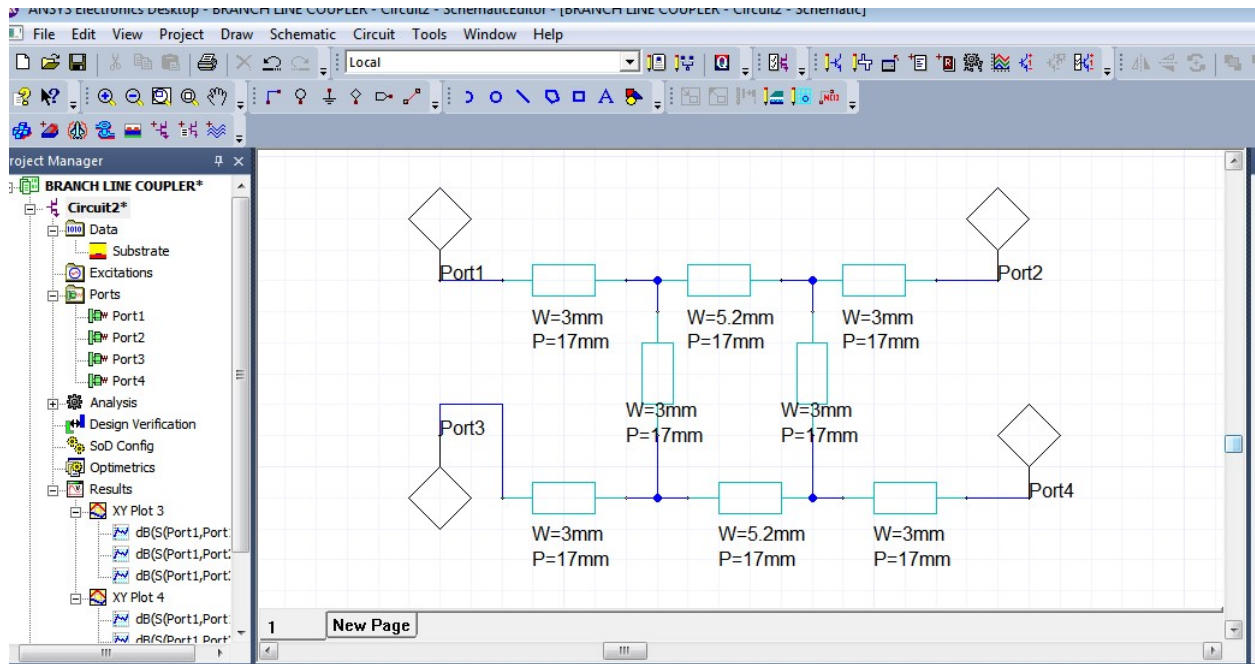 ANSYS Electronics Desktop - BRANCH LINE COUPLER - Circuit2 - SchematicEditor - [BRANCH LINE COUPLER - Circuit2 - Schematic]
File Edit View Project Draw Schematic Circuit Tools Window Help
Local
roject Manager
BRANCH LINE COUPLER*
Circuit2*
Data
Substrate
Excitations
Ports
Port1
Port2
Port3
Port4
Analysis
Design Verification
SoD Config
Optimetrics
Results
XY Plot 3
dB(S(Port1,Port
dB(S(Port1,Port
dB(S(Port1,Port
XY Plot 4
dB(S(Port1,Port
dB(S(Port1,Port
Port1
Port2
W=3mm
P=17mm
W=5.2mm
P=17mm
W=3mm
P=17mm
W=3mm
P=17mm
W=3mm
P=17mm
Port3
Port4
W=3mm
P=17mm
W=5.2mm
P=17mm
W=3mm
P=17mm
1
New Page